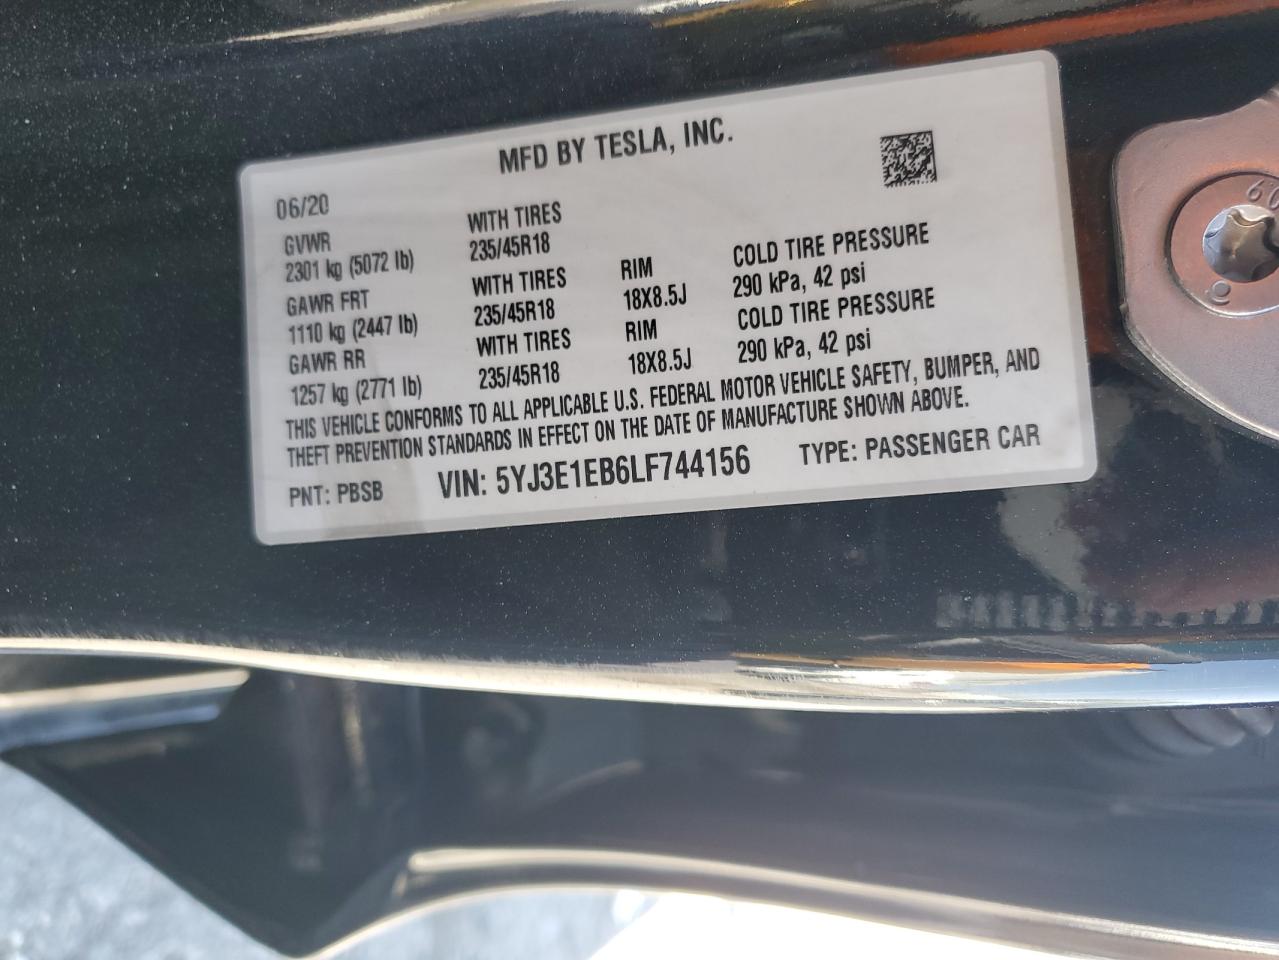 MFD BY TESLA, INC.
06/20
GVWR WITH TIRES
2301 kg (5072 lb) 235/45R18
GAWR FRT WITH TIRES RIM COLD TIRE PRESSURE
1110 kg (2447 lb) 235/45R18 18X8.5J 290 kPa, 42 psi
GAWR RR WITH TIRES RIM COLD TIRE PRESSURE
1257 kg (2771 lb) 235/45R18 18X8.5J 290 kPa, 42 psi
THIS VEHICLE CONFORMS TO ALL APPLICABLE U.S. FEDERAL MOTOR VEHICLE SAFETY, BUMPER, AND
THEFT PREVENTION STANDARDS IN EFFECT ON THE DATE OF MANUFACTURE SHOWN ABOVE.
PNT: PBSB VIN: 5YJ3E1EB6LF744156 TYPE: PASSENGER CAR